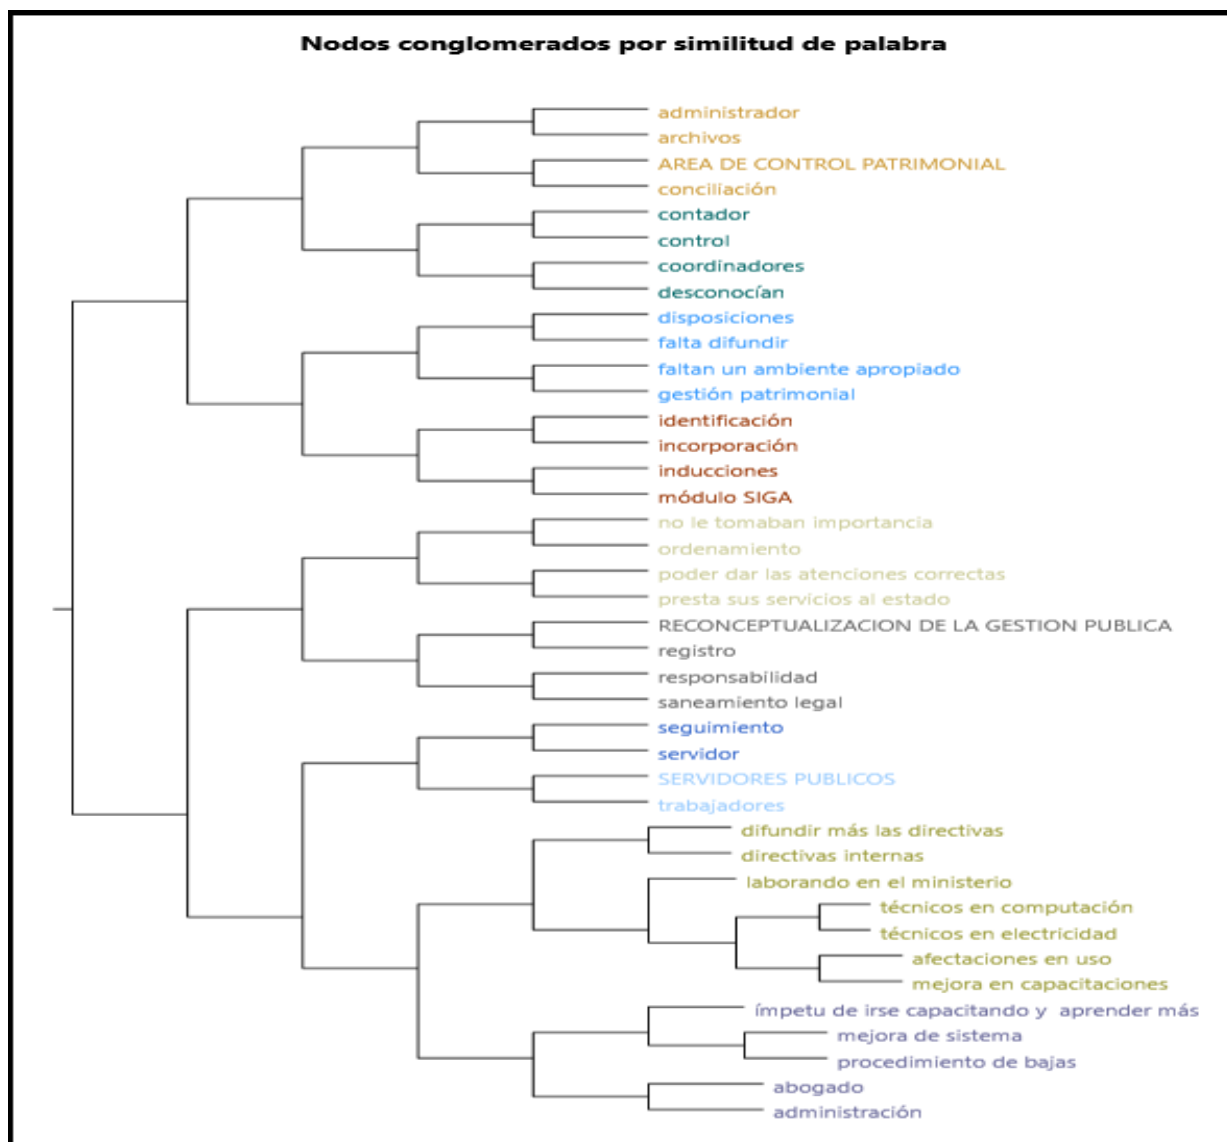 Nodos conglomerados por similitud de palabra
administrador
archivos
AREA DE CONTROL PATRIMONIAL
conciliación
contador
control
coordinadores
desconocían
disposiciones
falta difundir
faltan un ambiente apropiado
gestión patrimonial
identificación
incorporación
inducciones
módulo SIGA
no le tomaban importancia
ordenamiento
poder dar las atenciones correctas
presta sus servicios al estado
RECONCEPTUALIZACION DE LA GESTION PUBLICA
registro
responsabilidad
saneamiento legal
seguimiento
servidor
SERVIDORES PUBLICOS
trabajadores
difundir más las directivas
directivas internas
laborando en el ministerio
técnicos en computación
técnicos en electricidad
afectaciones en uso
mejora en capacitaciones
ímpetu de irse capacitando y  aprender más
mejora de sistema
procedimiento de bajas
abogado
administración